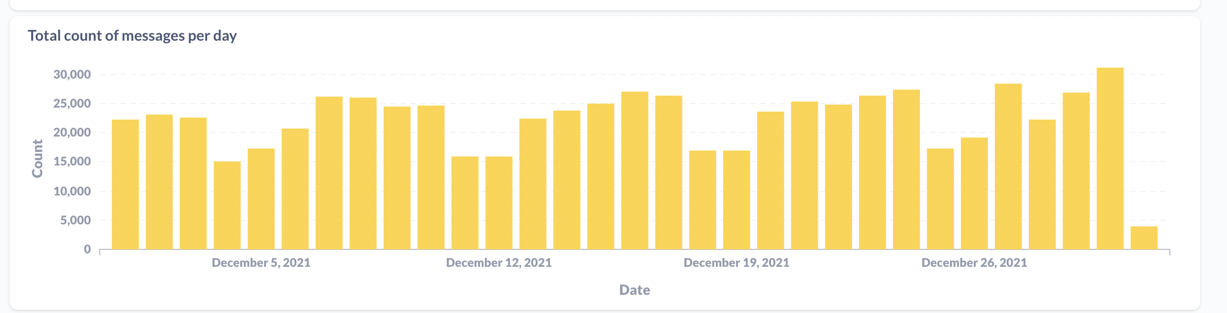 Total count of messages per day
30,000
25,000
20,000
15,000
10,000
5,000
0
Count
December 5, 2021
December 12, 2021
December 19, 2021
December 26, 2021
Date